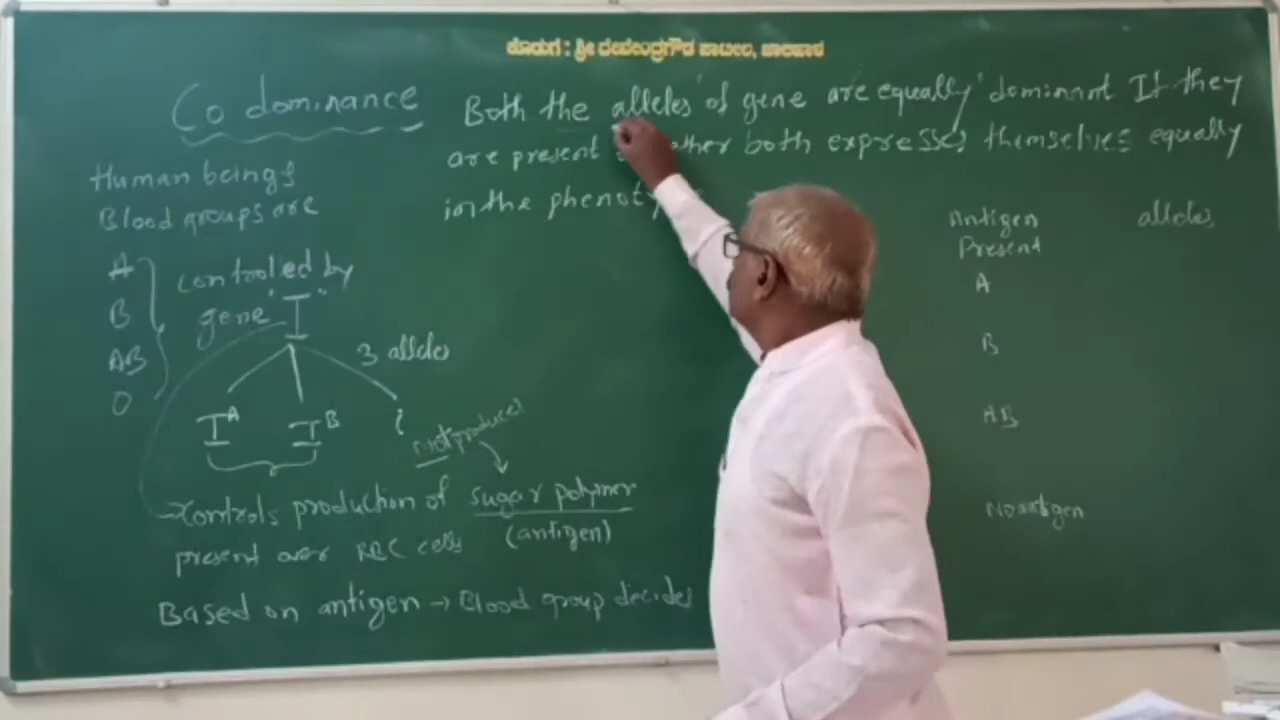 ಕೊಡುಗೆ : ಶ್ರೀ ದೇವೇಂದ್ರಗೌಡ ಪಾಟೀಲ,
Co dominance
Both the alleles of gene are equally dominant If they
are present both expresses themselves equally
in the
Human beings
Blood groups are
A
B
AB
O
controlled by
gene "I"
3 alleles
I^A
I^B
i
not produces
→ controls production of sugar polymer
(antigen)
present over RBC cells
Based on antigen → Blood group decides
Antigen
Present
alleles
A
B
AB
No antigen